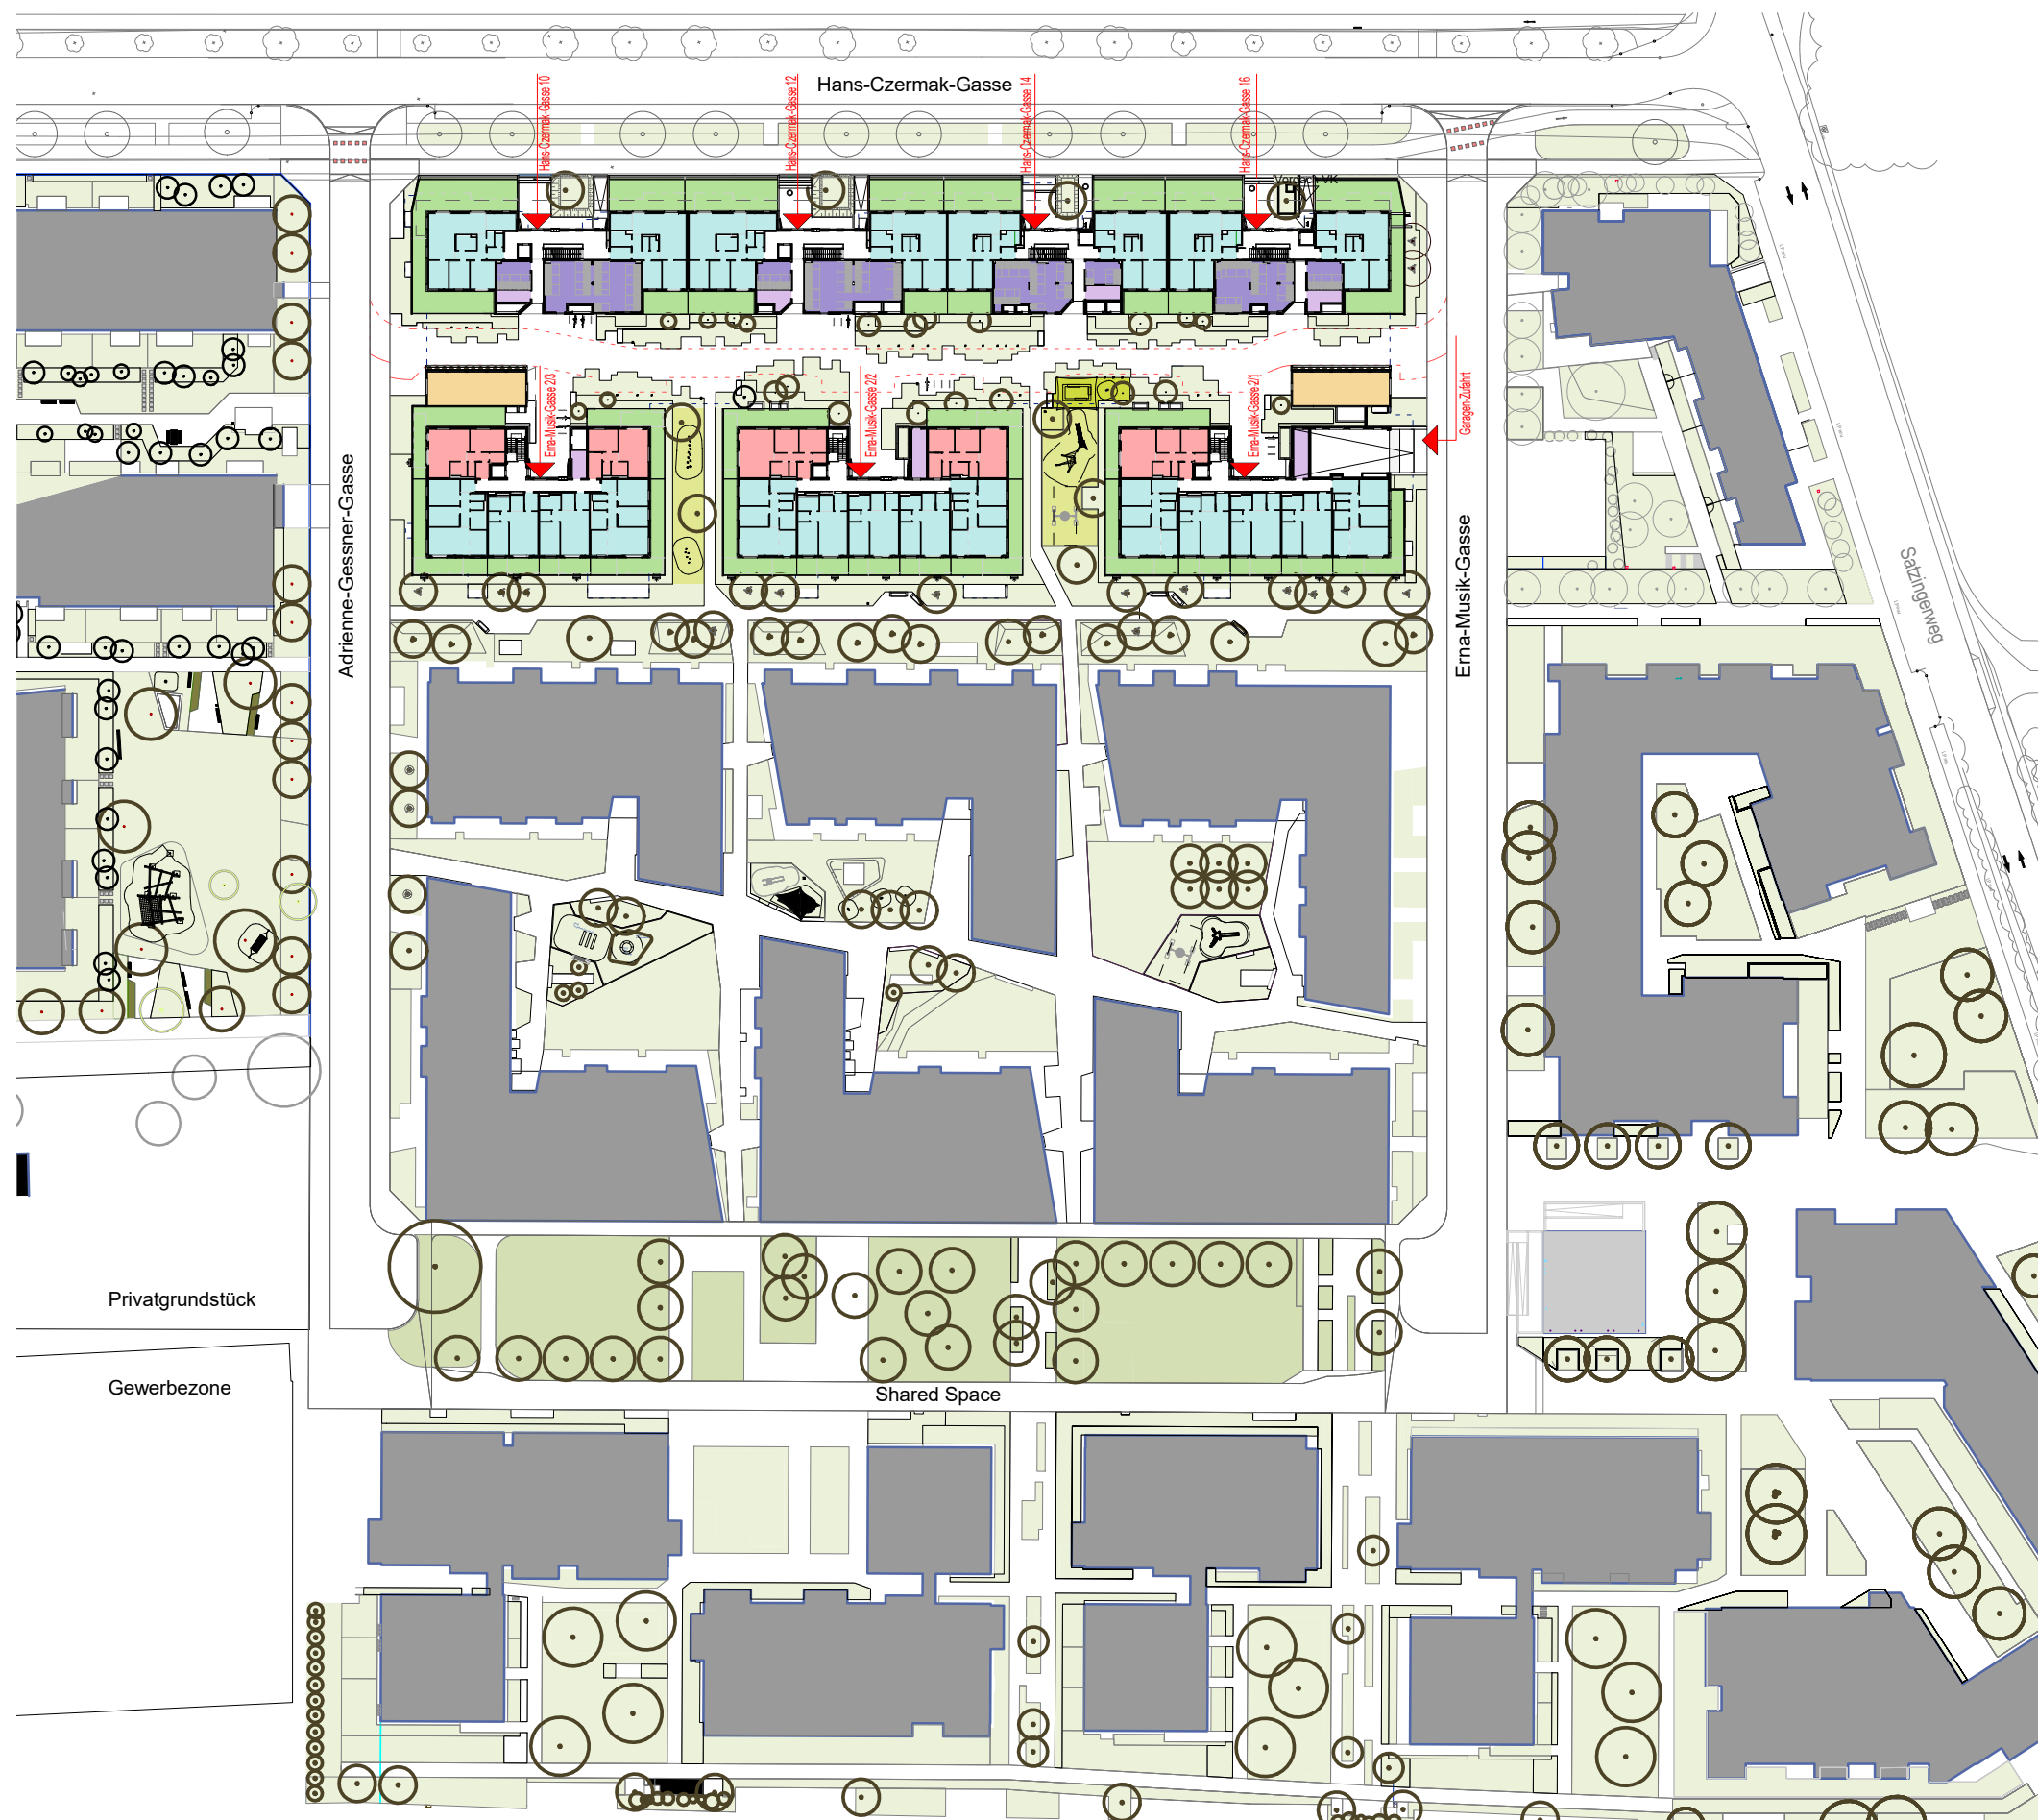 Hans-Czermak-Gasse
Hans-Czermak-Gasse 10
Hans-Czermak-Gasse 12
Hans-Czermak-Gasse 14
Hans-Czermak-Gasse 16
Erna-Musik-Gasse 2/3
Erna-Musik-Gasse 2/2
Erna-Musik-Gasse 2/1
Garagen-Zufahrt
Adrienne-Gessner-Gasse
Erna-Musik-Gasse
Satzingerweg
Privatgrundstück
Gewerbezone
Shared Space